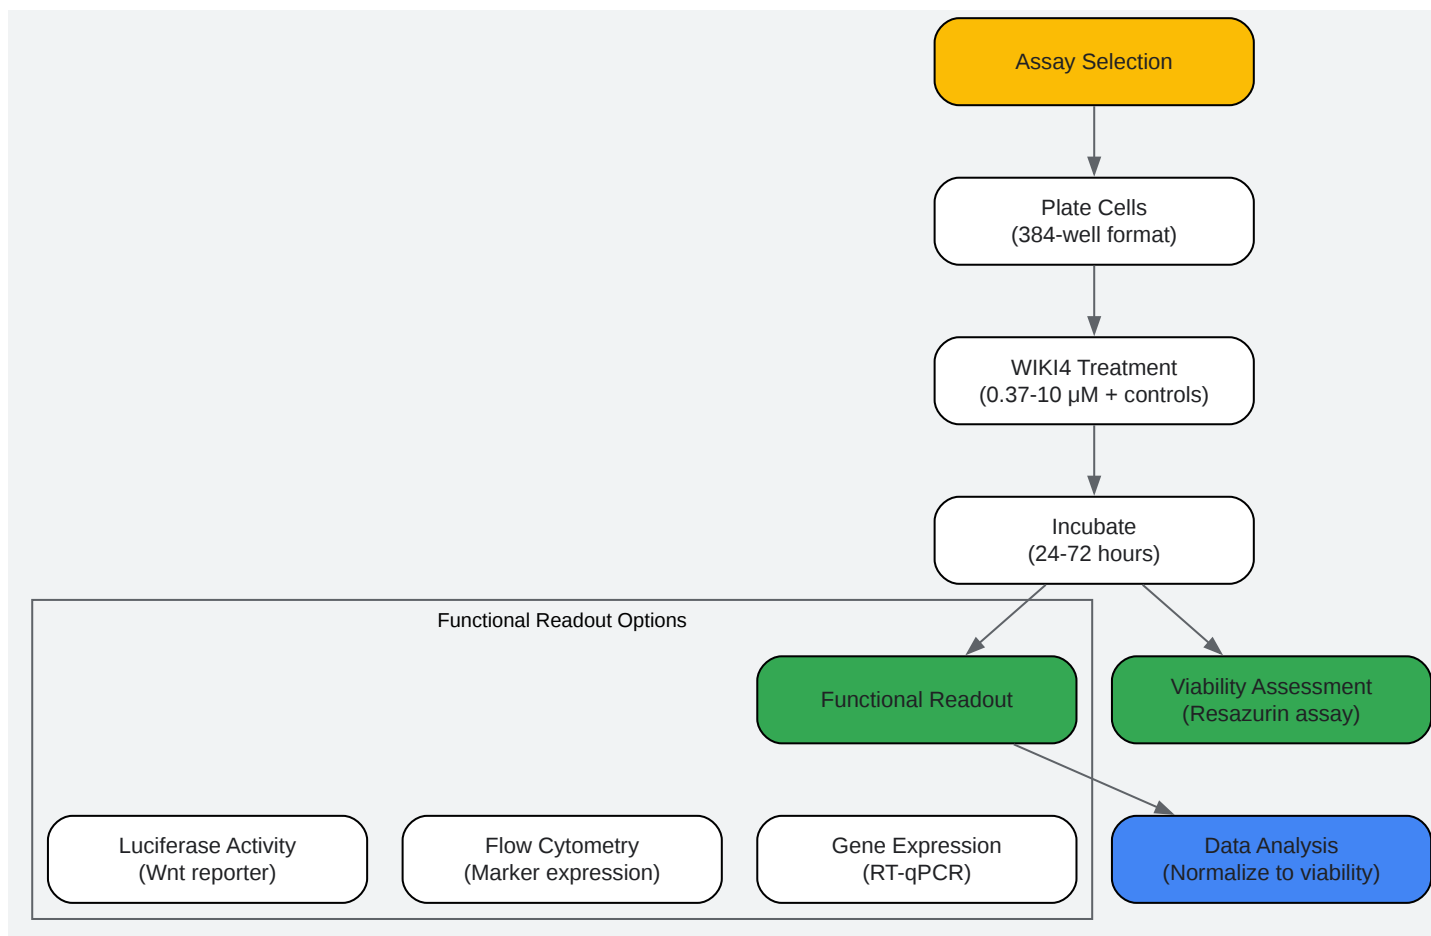 Assay Selection
Plate Cells
(384-well format)
WIKI4 Treatment
(0.37-10 μM + controls)
Incubate
(24-72 hours)
Functional Readout Options
Functional Readout
Viability Assessment
(Resazurin assay)
Luciferase Activity
(Wnt reporter)
Flow Cytometry
(Marker expression)
Gene Expression
(RT-qPCR)
Data Analysis
(Normalize to viability)